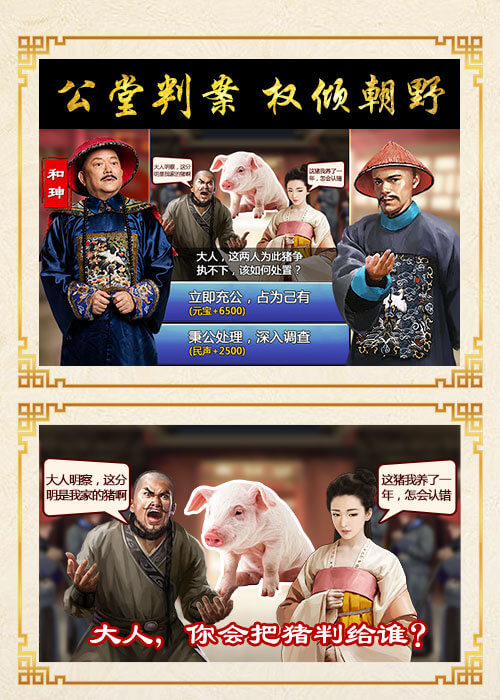 公堂判案 权倾朝野
和珅
大人明察，这分
明是我家的猪啊
这猪我养了一
年，怎会认错
大人，这两人为此猪争
执不下，该如何处置？
立即充公，占为己有
(元宝+6500)
秉公处理，深入调查
(民声+2500)
大人明察，这分
明是我家的猪啊
这猪我养了一
年，怎会认错
大人，你会把猪判给谁？